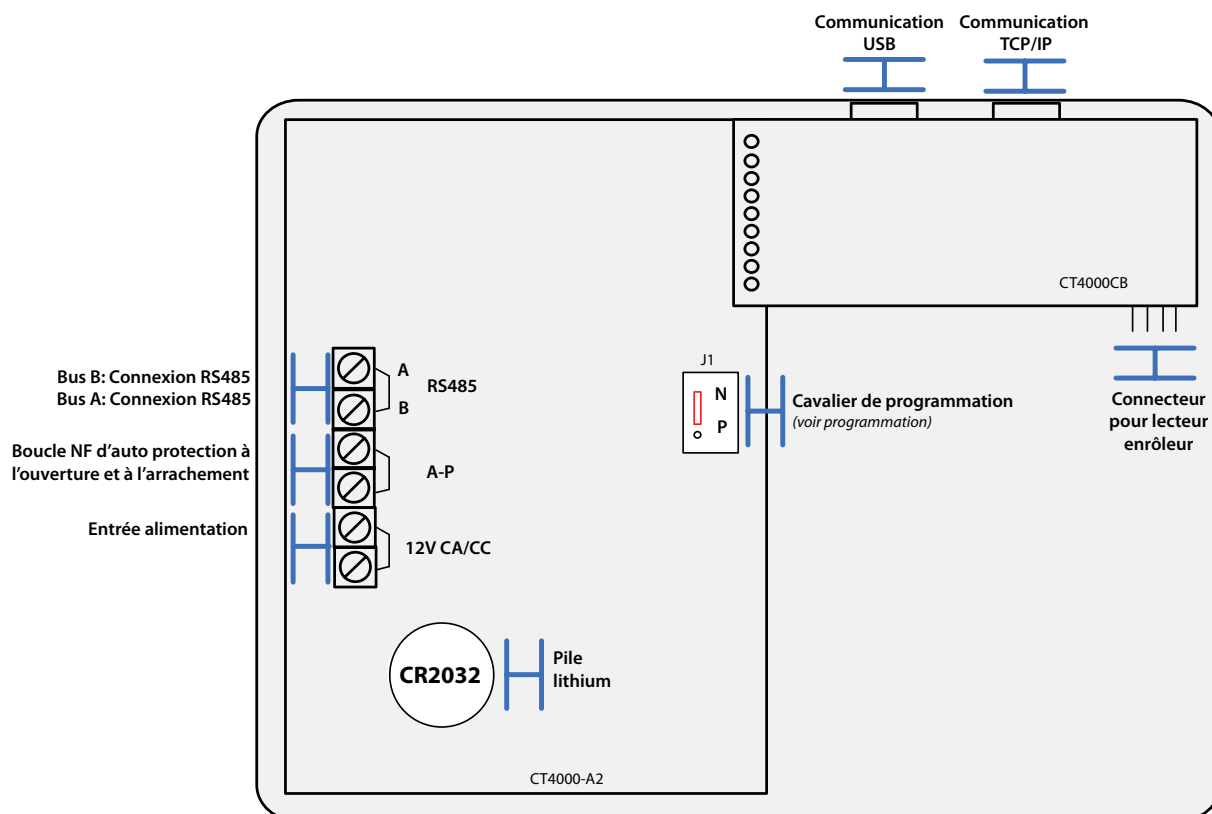 Communication
USB
Communication
TCP/IP
CT4000CB
Connecteur
pour lecteur
enrôleur
J1
N
P
Cavalier de programmation
(voir programmation)
Bus B: Connexion RS485
Bus A: Connexion RS485
A
B
RS485
Boucle NF d’auto protection à
l’ouverture et à l’arrachement
A-P
Entrée alimentation
12V CA/CC
CR2032
Pile
lithium
CT4000-A2